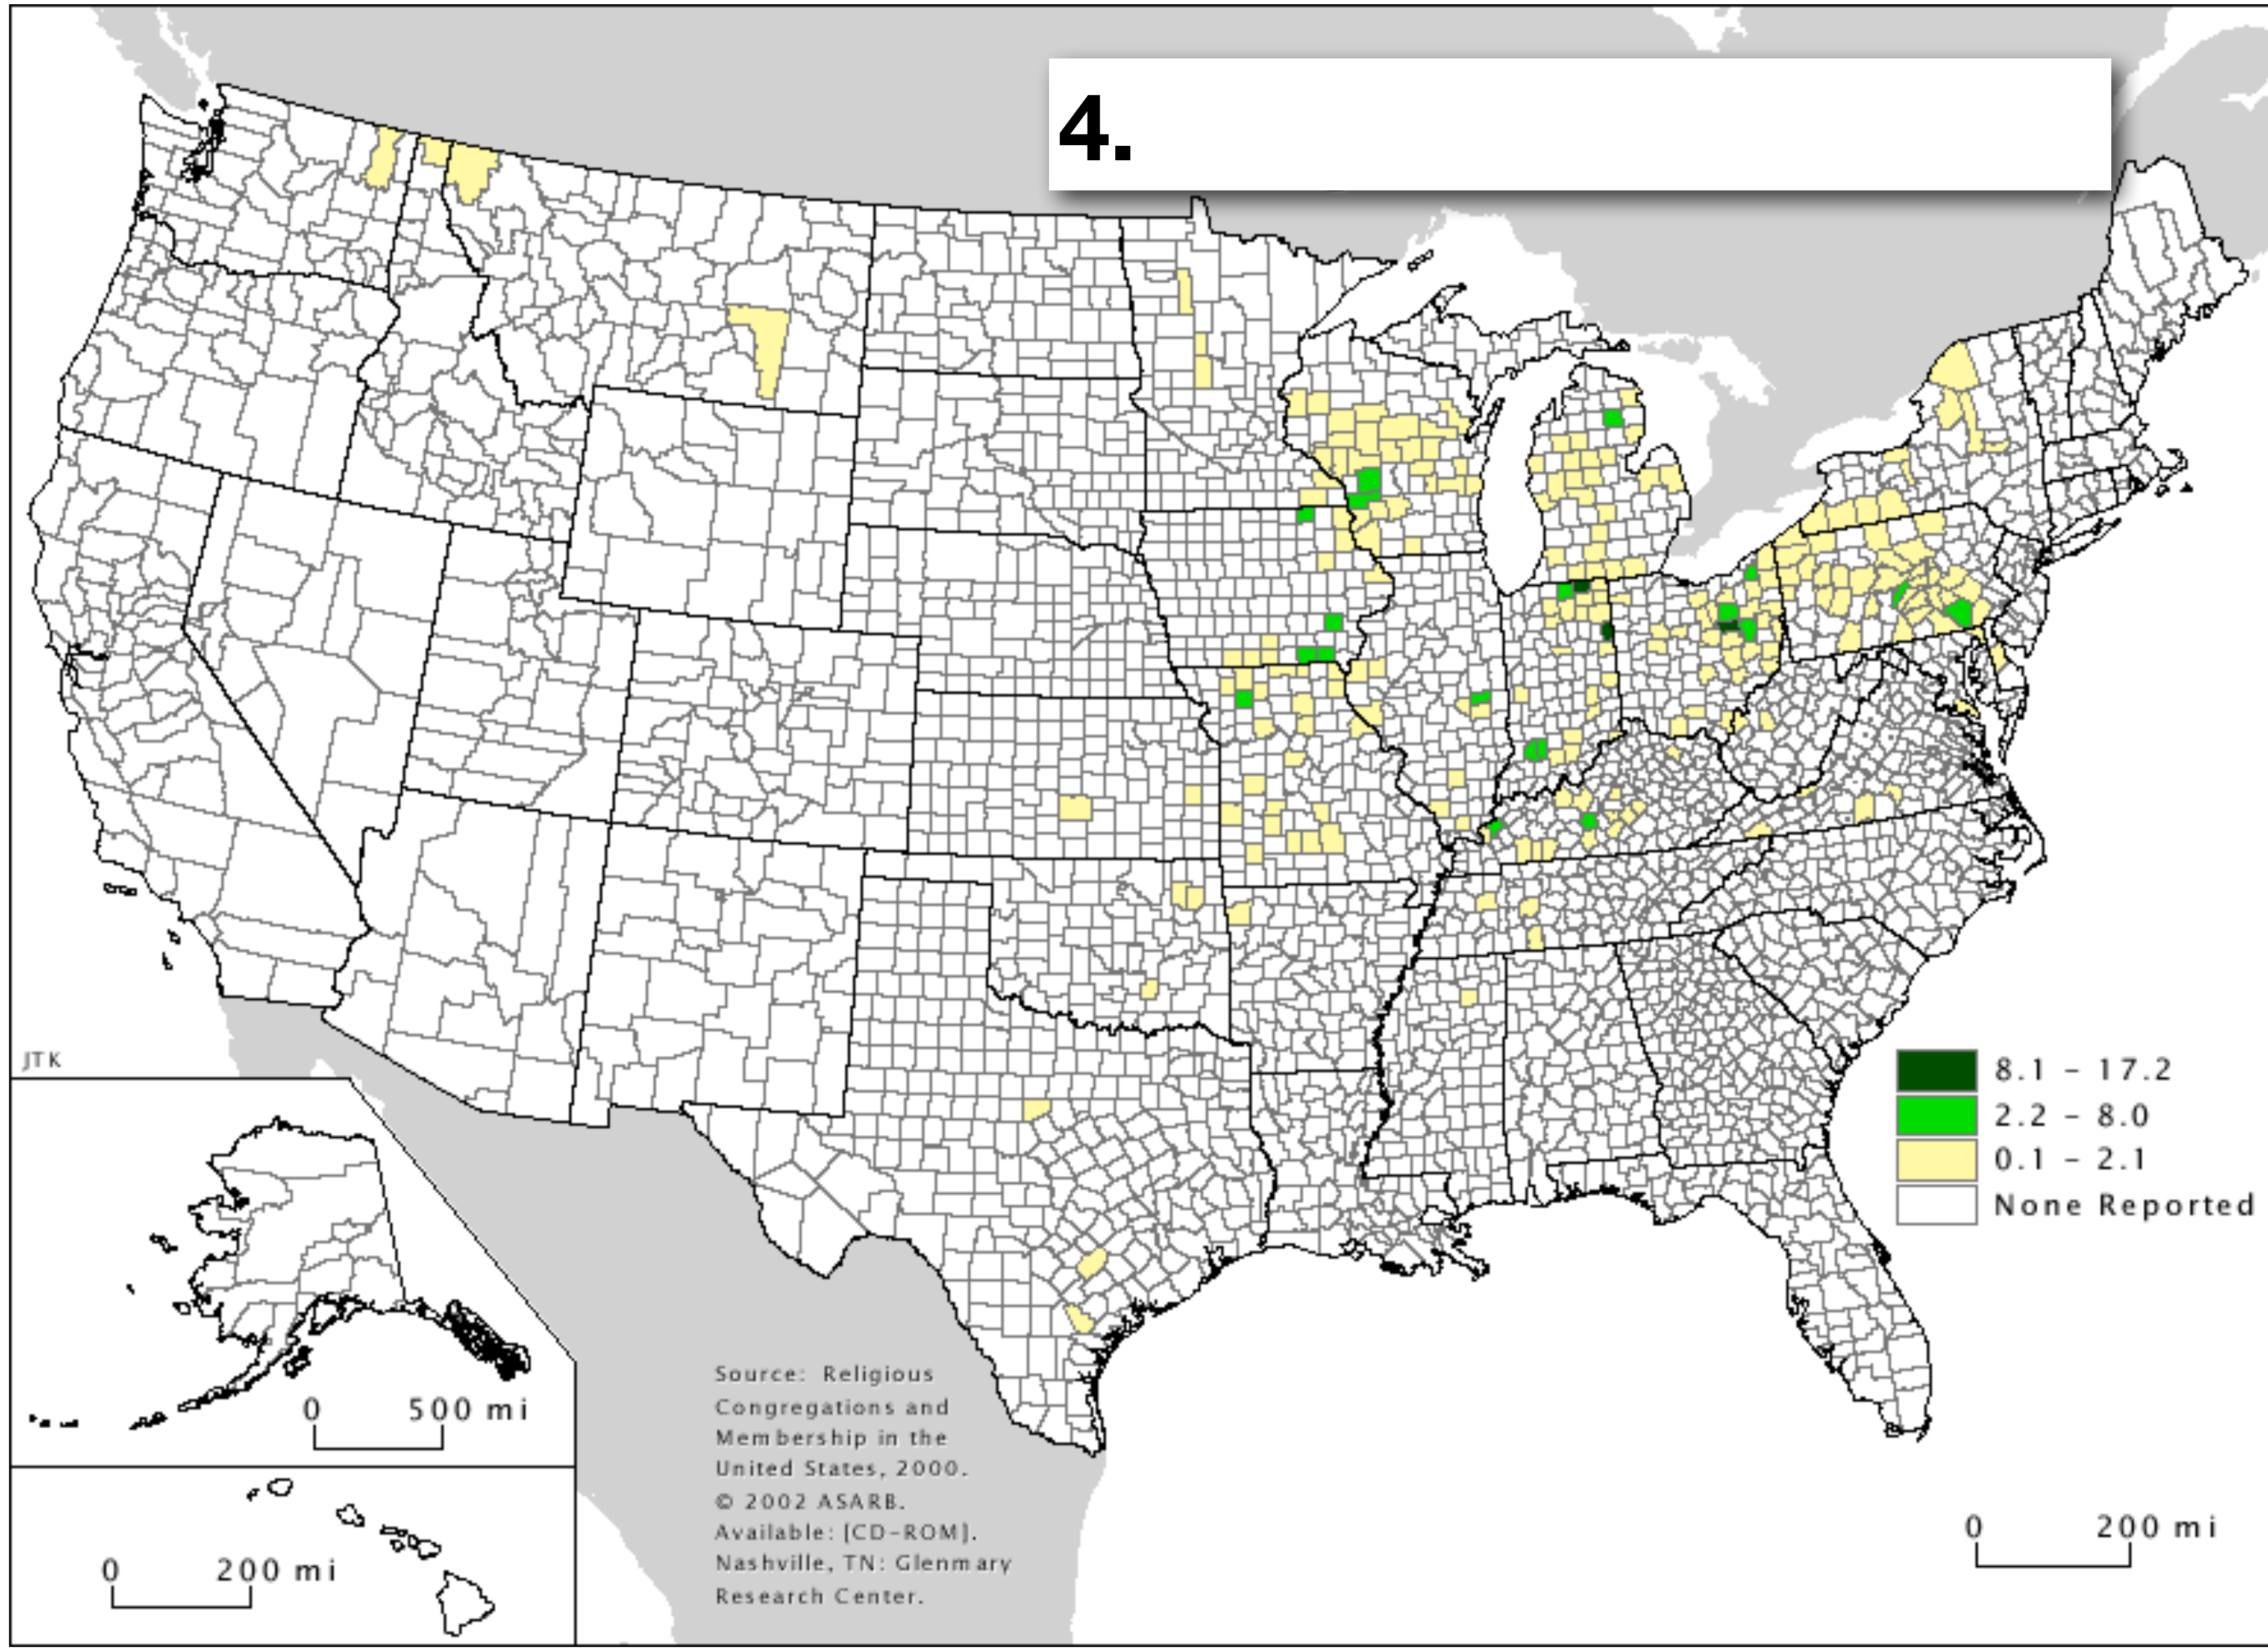 4.
JTK
8.1 – 17.2
2.2 – 8.0
0.1 – 2.1
None Reported
0 500 mi
0 200 mi
Source: Religious
Congregations and
Membership in the
United States, 2000.
© 2002 ASARB.
Available: [CD-ROM].
Nashville, TN: Glenmary
Research Center.
0 200 mi